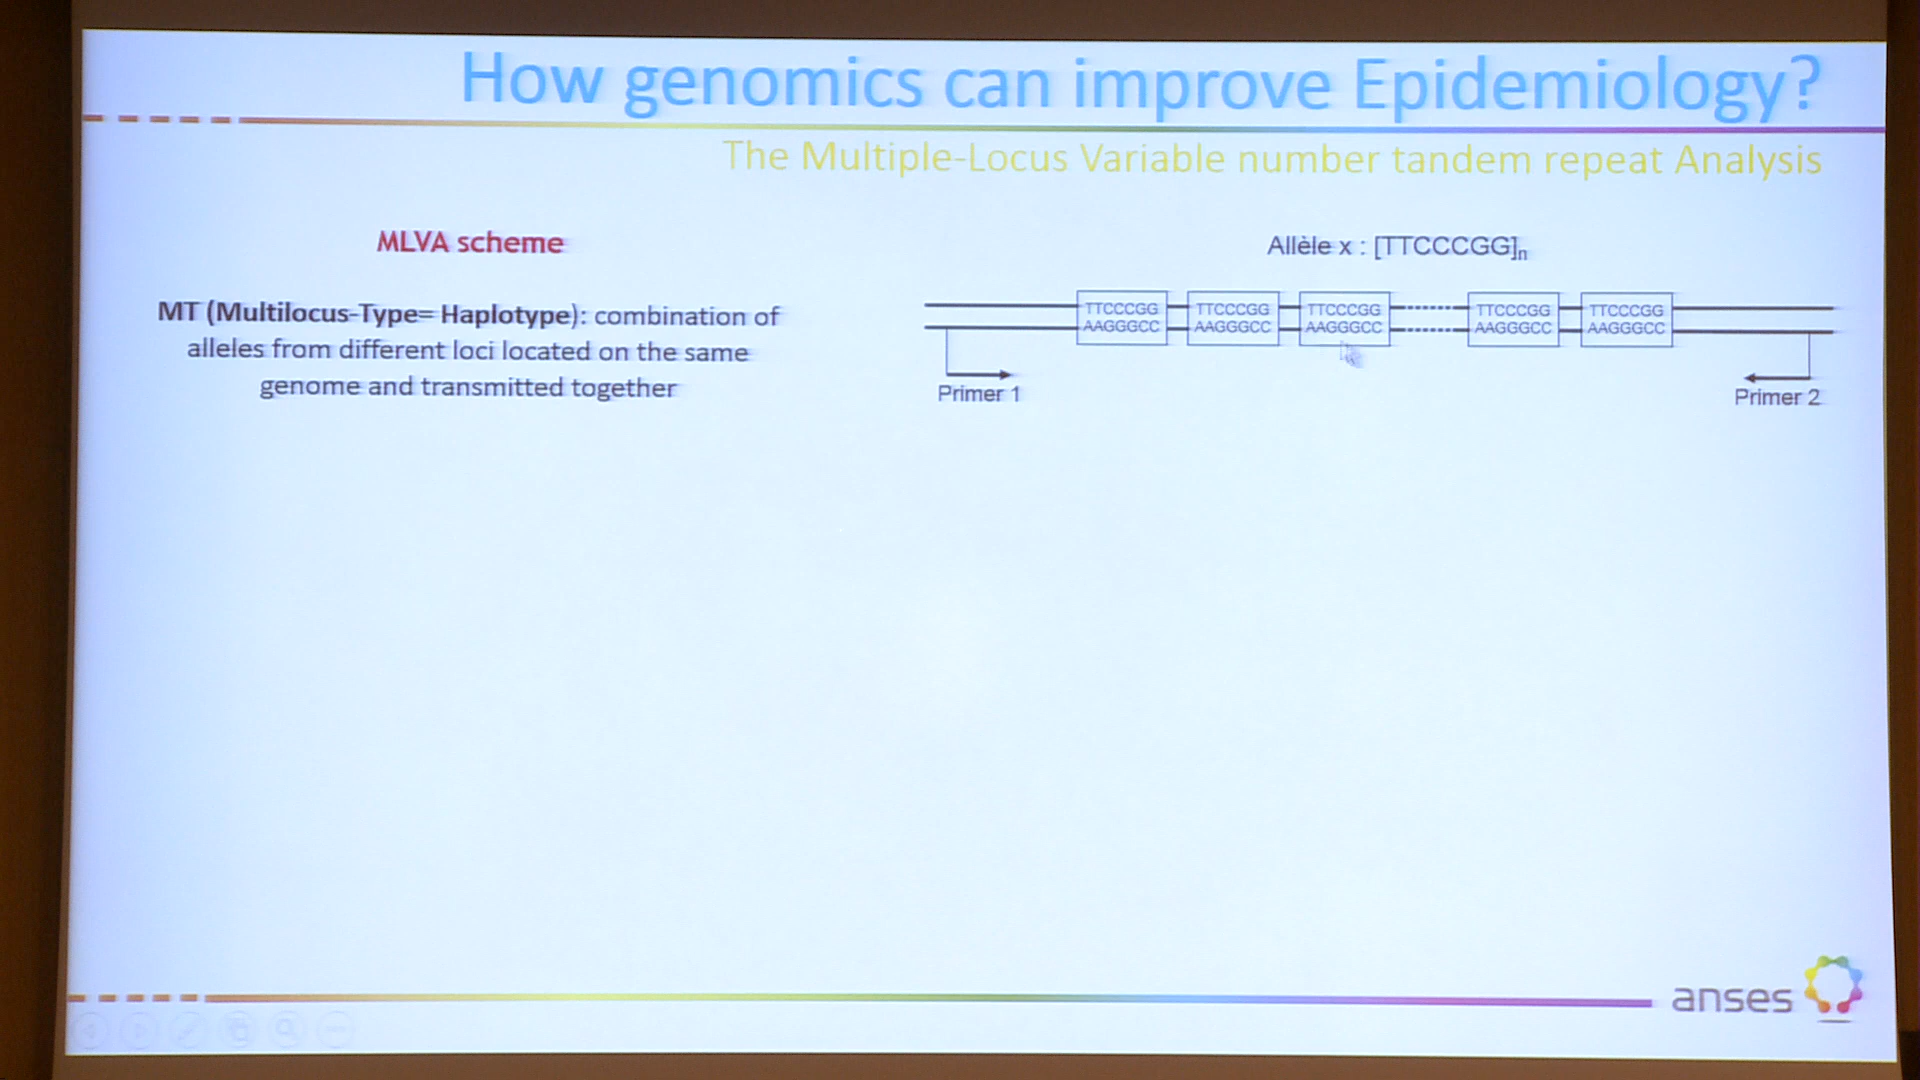 How genomics can improve Epidemiology?
The Multiple-Locus Variable number tandem repeat Analysis
MLVA scheme
MT (Multilocus-Type= Haplotype): combination of
alleles from different loci located on the same
genome and transmitted together
Allèle x : [TTCCCGG]n
TTCCCGG TTCCCGG TTCCCGG TTCCCGG TTCCCGG
AAGGGCC AAGGGCC AAGGGCC AAGGGCC AAGGGCC
Primer 1
Primer 2
anses